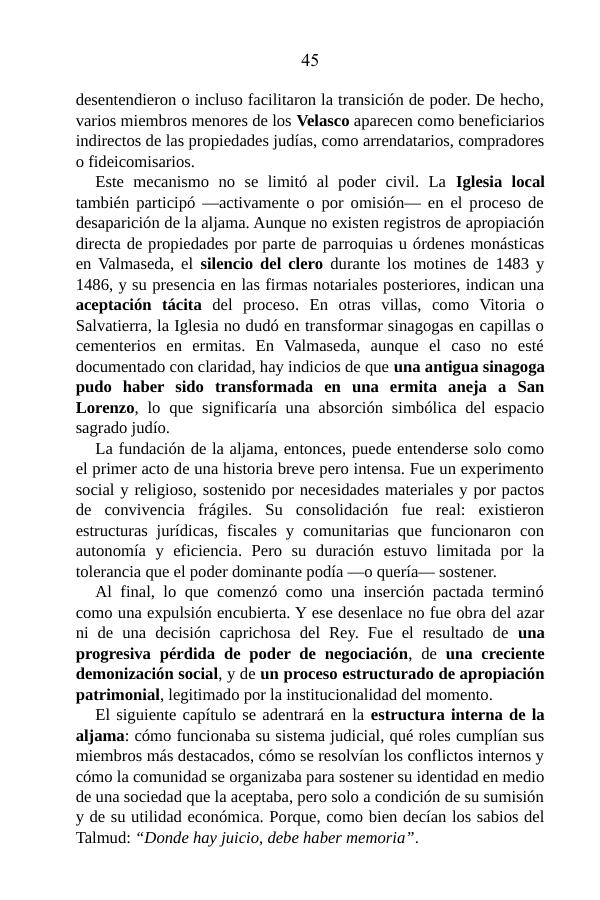 45
desentendieron o incluso facilitaron la transición de poder. De hecho,
varios miembros menores de los Velasco aparecen como beneficiarios
indirectos de las propiedades judías, como arrendatarios, compradores
o fideicomisarios.
Este mecanismo no se limitó al poder civil. La Iglesia local
también participó —activamente o por omisión— en el proceso de
desaparición de la aljama. Aunque no existen registros de apropiación
directa de propiedades por parte de parroquias u órdenes monásticas
en Valmaseda, el silencio del clero durante los motines de 1483 y
1486, y su presencia en las firmas notariales posteriores, indican una
aceptación tácita del proceso. En otras villas, como Vitoria o
Salvatierra, la Iglesia no dudó en transformar sinagogas en capillas o
cementerios en ermitas. En Valmaseda, aunque el caso no esté
documentado con claridad, hay indicios de que una antigua sinagoga
pudo haber sido transformada en una ermita aneja a San
Lorenzo, lo que significaría una absorción simbólica del espacio
sagrado judío.
La fundación de la aljama, entonces, puede entenderse solo como
el primer acto de una historia breve pero intensa. Fue un experimento
social y religioso, sostenido por necesidades materiales y por pactos
de convivencia frágiles. Su consolidación fue real: existieron
estructuras jurídicas, fiscales y comunitarias que funcionaron con
autonomía y eficiencia. Pero su duración estuvo limitada por la
tolerancia que el poder dominante podía —o quería— sostener.
Al final, lo que comenzó como una inserción pactada terminó
como una expulsión encubierta. Y ese desenlace no fue obra del azar
ni de una decisión caprichosa del Rey. Fue el resultado de una
progresiva pérdida de poder de negociación, de una creciente
demonización social, y de un proceso estructurado de apropiación
patrimonial, legitimado por la institucionalidad del momento.
El siguiente capítulo se adentrará en la estructura interna de la
aljama: cómo funcionaba su sistema judicial, qué roles cumplían sus
miembros más destacados, cómo se resolvían los conflictos internos y
cómo la comunidad se organizaba para sostener su identidad en medio
de una sociedad que la aceptaba, pero solo a condición de su sumisión
y de su utilidad económica. Porque, como bien decían los sabios del
Talmud: “Donde hay juicio, debe haber memoria”.